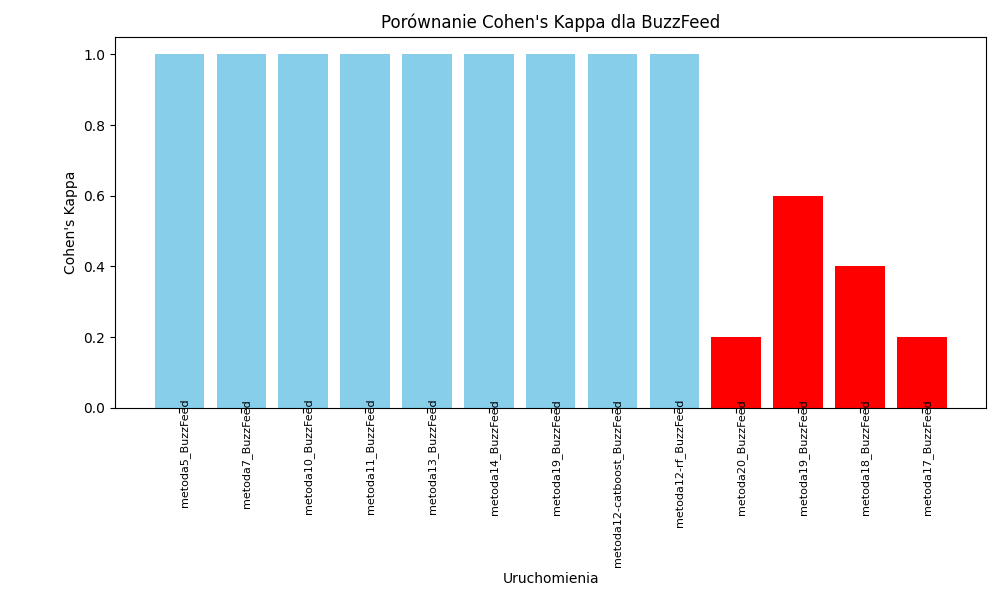 Porównanie Cohen's Kappa dla BuzzFeed
Cohen's Kappa
1.0
0.8
0.6
0.4
0.2
0.0
metoda5_BuzzFeed
metoda7_BuzzFeed
metoda10_BuzzFeed
metoda11_BuzzFeed
metoda13_BuzzFeed
metoda14_BuzzFeed
metoda19_BuzzFeed
metoda12-catboost_BuzzFeed
metoda12-rf_BuzzFeed
metoda20_BuzzFeed
metoda19_BuzzFeed
metoda18_BuzzFeed
metoda17_BuzzFeed
Uruchomienia